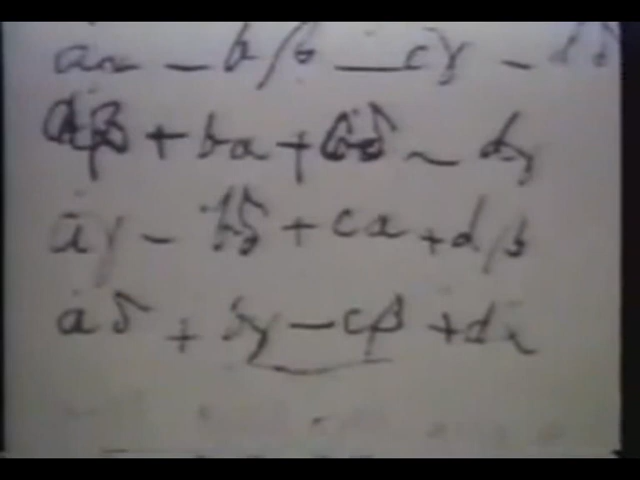 aα - bβ - cγ - dδ
aβ + bα + cδ - dγ
aγ - bδ + cα + dβ
aδ + bγ - cβ + dα